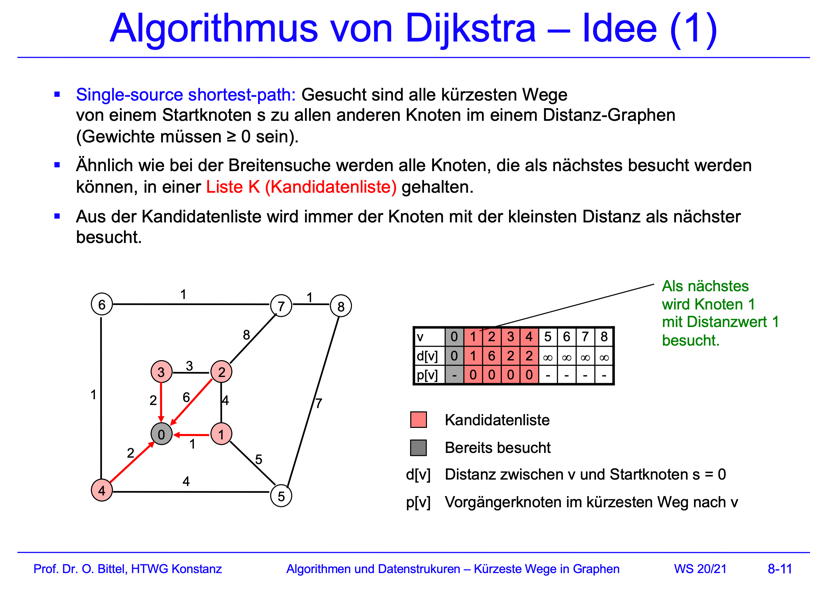 Algorithmus von Dijkstra – Idee (1)
▪ Single-source shortest-path: Gesucht sind alle kürzesten Wege
von einem Startknoten s zu allen anderen Knoten im einem Distanz-Graphen
(Gewichte müssen ≥ 0 sein).
▪ Ähnlich wie bei der Breitensuche werden alle Knoten, die als nächstes besucht werden
können, in einer Liste K (Kandidatenliste) gehalten.
▪ Aus der Kandidatenliste wird immer der Knoten mit der kleinsten Distanz als nächster
besucht.
6 1 7 1 8
8
3 3 2
1 2 6 4 7
0 1 1
2 5
4 4 5
Als nächstes
wird Knoten 1
mit Distanzwert 1
besucht.
v 0 1 2 3 4 5 6 7 8
d[v] 0 1 6 2 2 ∞ ∞ ∞ ∞
p[v] - 0 0 0 0 - - - -
Kandidatenliste
Bereits besucht
d[v] Distanz zwischen v und Startknoten s = 0
p[v] Vorgängerknoten im kürzesten Weg nach v
Prof. Dr. O. Bittel, HTWG Konstanz Algorithmen und Datenstrukuren – Kürzeste Wege in Graphen WS 20/21 8-11